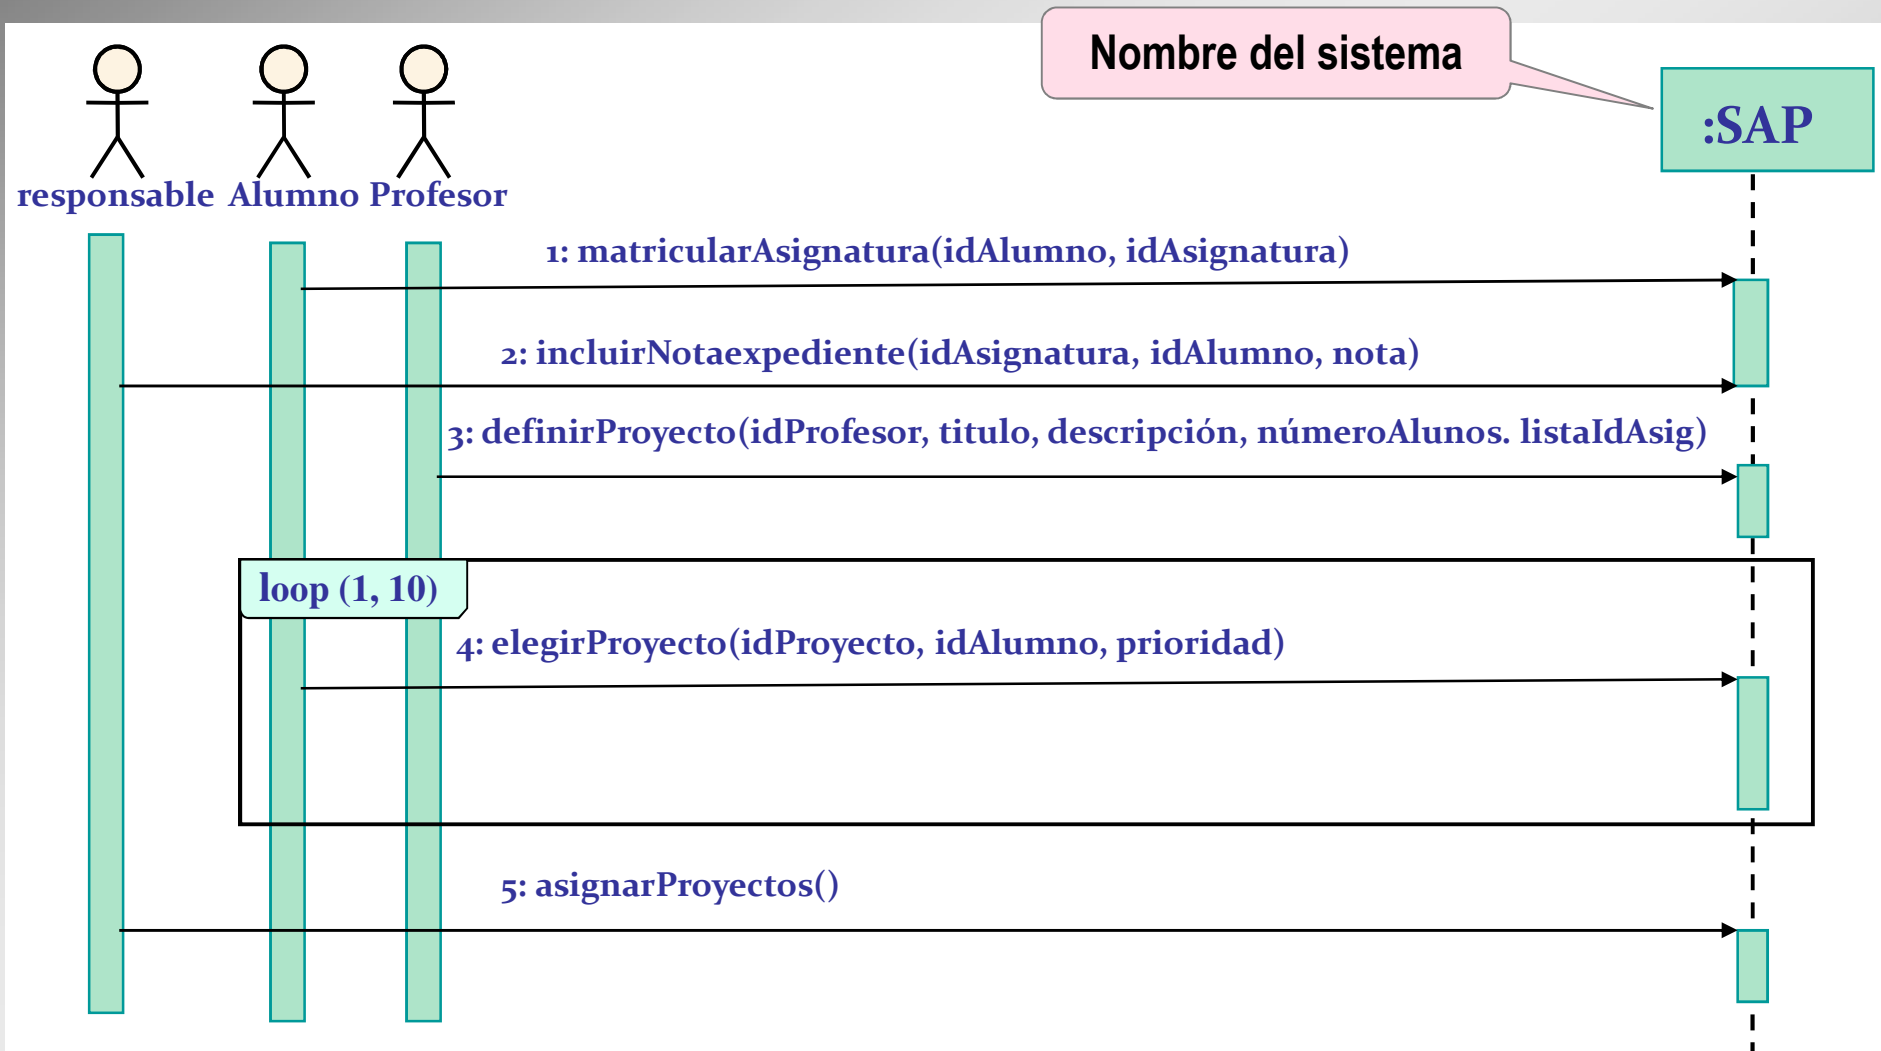 Nombre del sistema
:SAP
responsable Alumno Profesor
1: matricularAsignatura(idAlumno, idAsignatura)
2: incluirNotaexpediente(idAsignatura, idAlumno, nota)
3: definirProyecto(idProfesor, titulo, descripción, númeroAlunos. listaIdAsig)
loop (1, 10)
4: elegirProyecto(idProyecto, idAlumno, prioridad)
5: asignarProyectos()